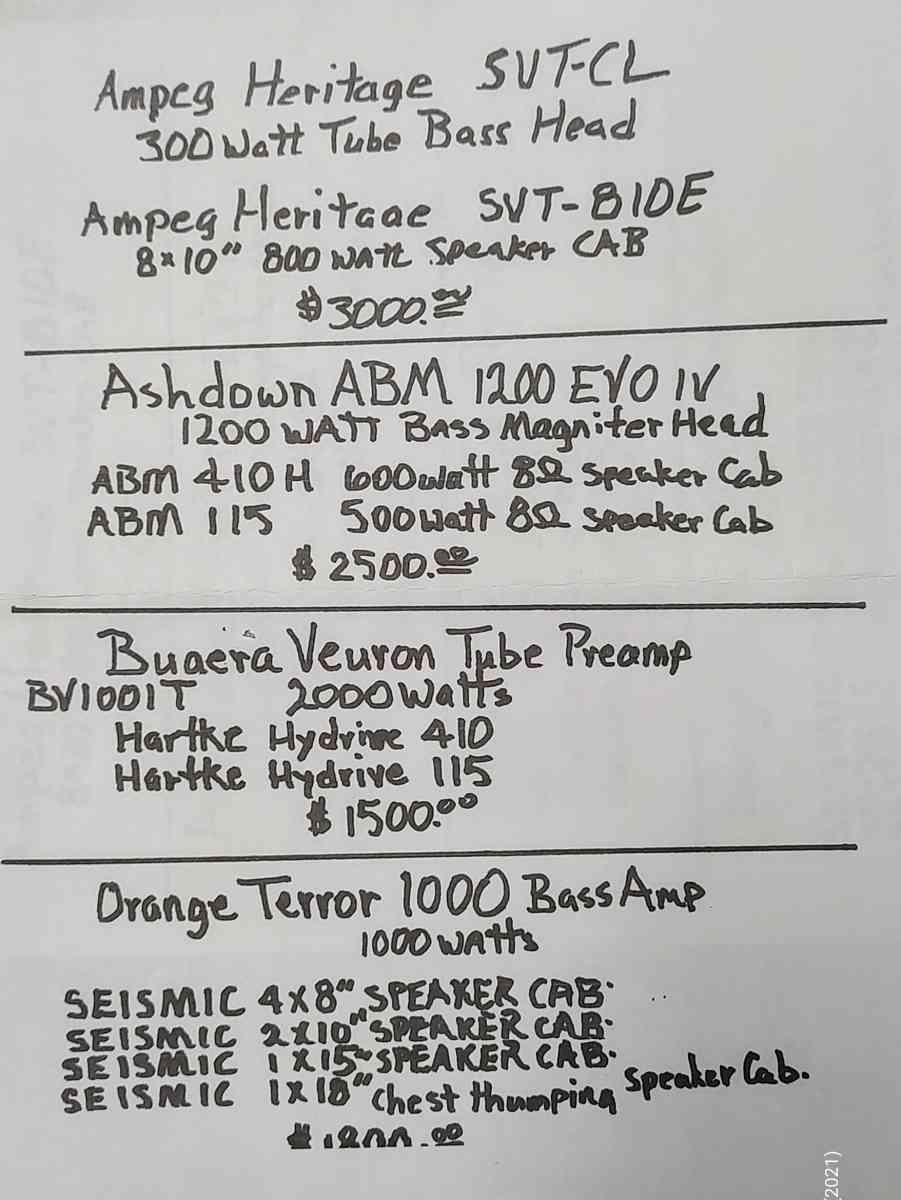 Ampeg Heritage SVT-CL
300 Watt Tube Bass Head
Ampeg Heritage SVT-810E
8x10" 800 WATT Speaker CAB
$3000.00
Ashdown ABM 1200 EVO IV
1200 WATT Bass Magniter Head
ABM 410H 600watt 8Ω Speaker Cab
ABM 115 500watt 8Ω Speaker Cab
$ 2500.00
Bugera Veuron Tube Preamp
BV1001T 2000Watts
Hartke Hydrive 410
Hartke Hydrive 115
$ 1500.00
Orange Terror 1000 Bass Amp
1000 WATTS
SEISMIC 4X8" SPEAKER CAB.
SEISMIC 2X10" SPEAKER CAB.
SEISMIC 1X15" SPEAKER CAB.
SEISMIC 1X18" Chest thumping Speaker Cab.
2021)